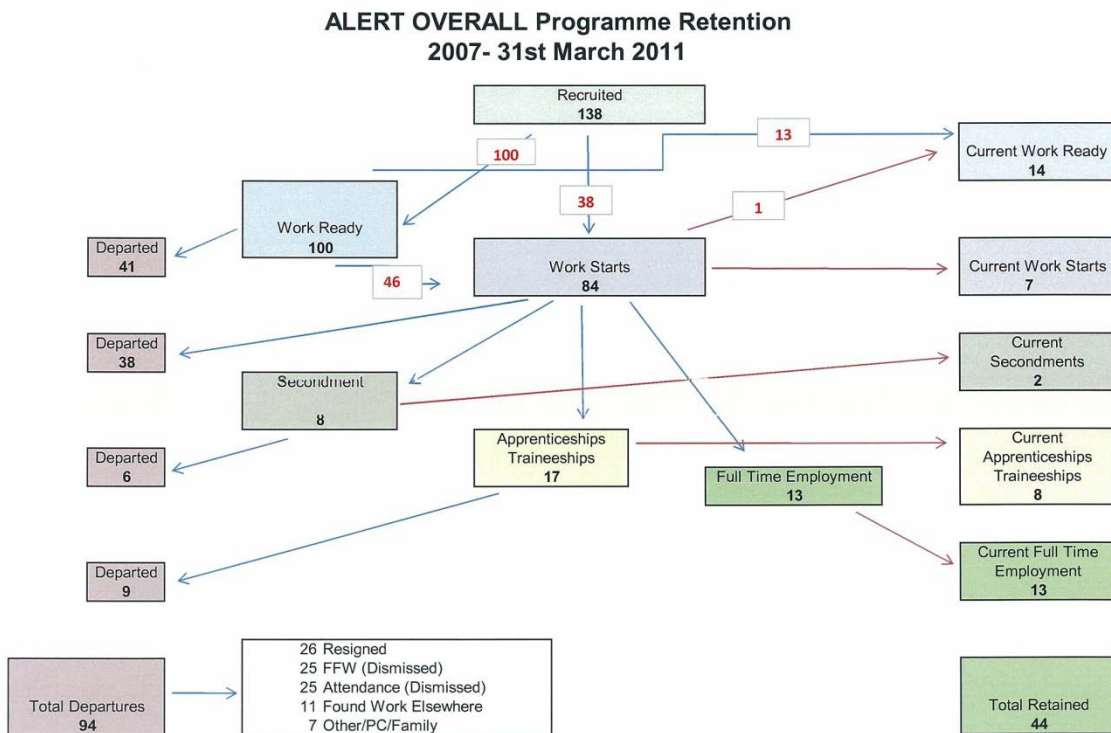 ALERT OVERALL Programme Retention
2007- 31st March 2011
Recruited
138
13
Current Work Ready
14
100
38
1
Work Ready
100
Departed
41
46
Work Starts
84
Current Work Starts
7
Departed
38
Secondment
8
Current
Secondments
2
Departed
6
Apprenticeships
Traineeships
17
Full Time Employment
13
Current
Apprenticeships
Traineeships
8
Departed
9
Current Full Time
Employment
13
Total Departures
94
26 Resigned
25 FFW (Dismissed)
25 Attendance (Dismissed)
11 Found Work Elsewhere
7 Other/PC/Family
Total Retained
44